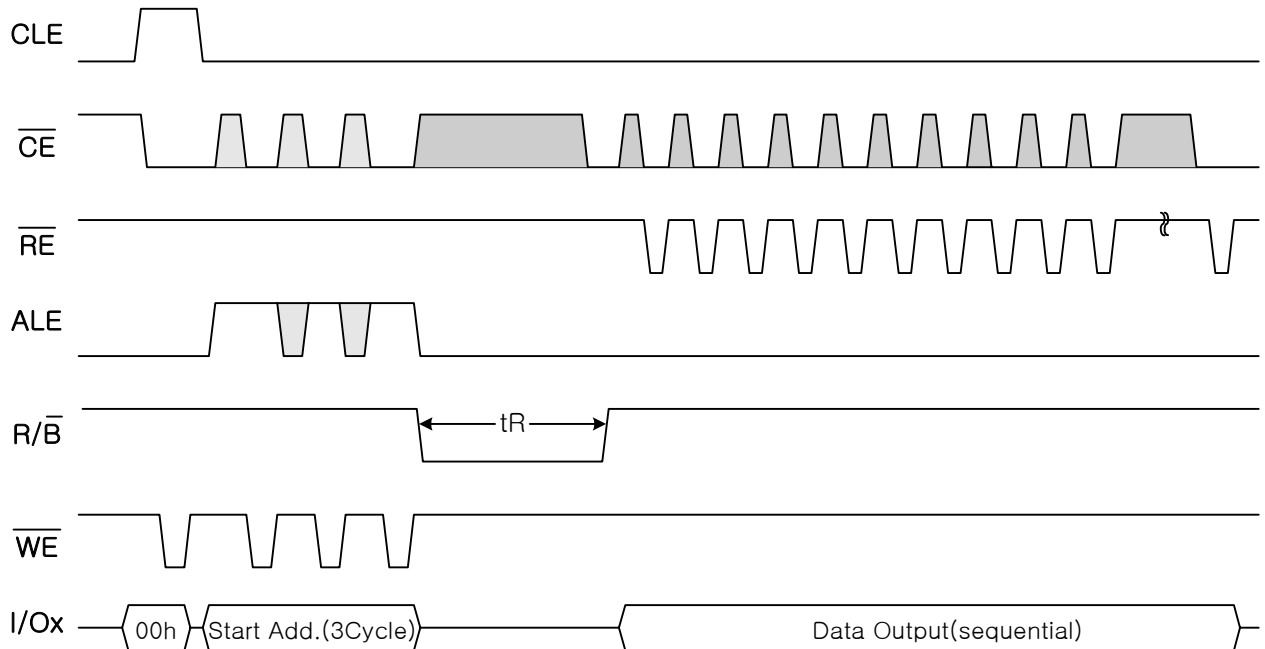 CLE
CE
RE
ALE
R/B
tR
WE
I/Ox
00h
Start Add.(3Cycle)
Data Output(sequential)